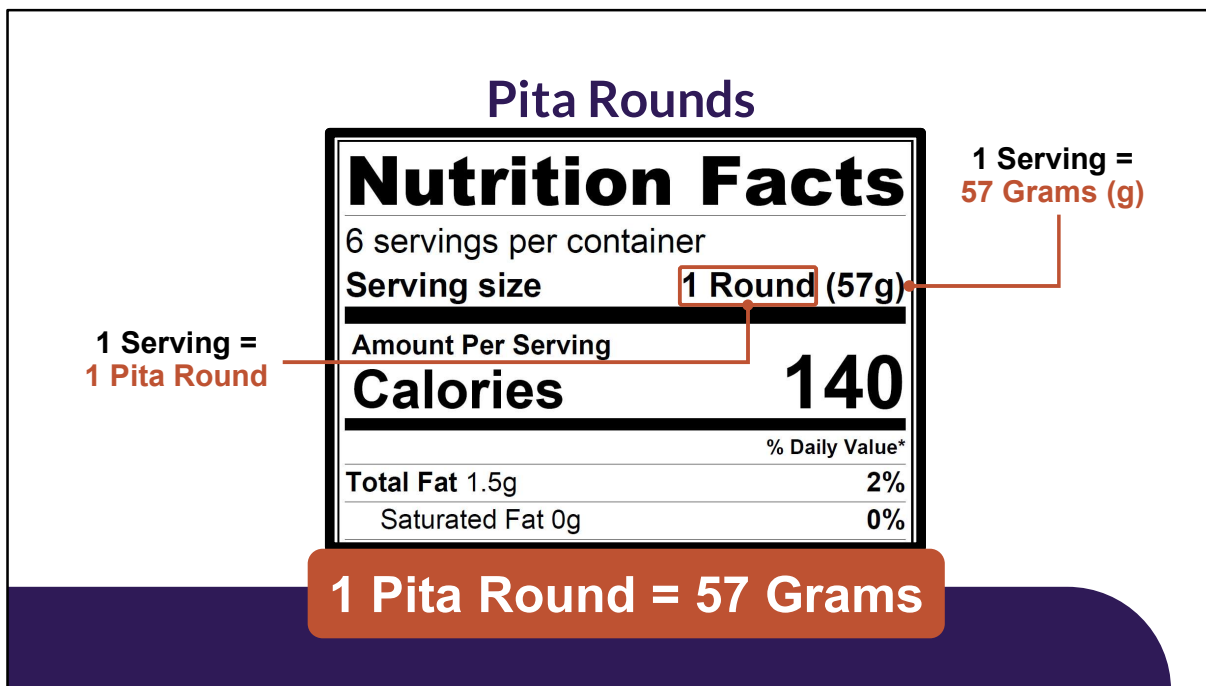 Pita Rounds
Nutrition Facts
6 servings per container
Serving size 1 Round (57g)
Amount Per Serving
Calories 140
% Daily Value*
Total Fat 1.5g 2%
Saturated Fat 0g 0%
1 Serving =
57 Grams (g)
1 Serving =
1 Pita Round
1 Pita Round = 57 Grams